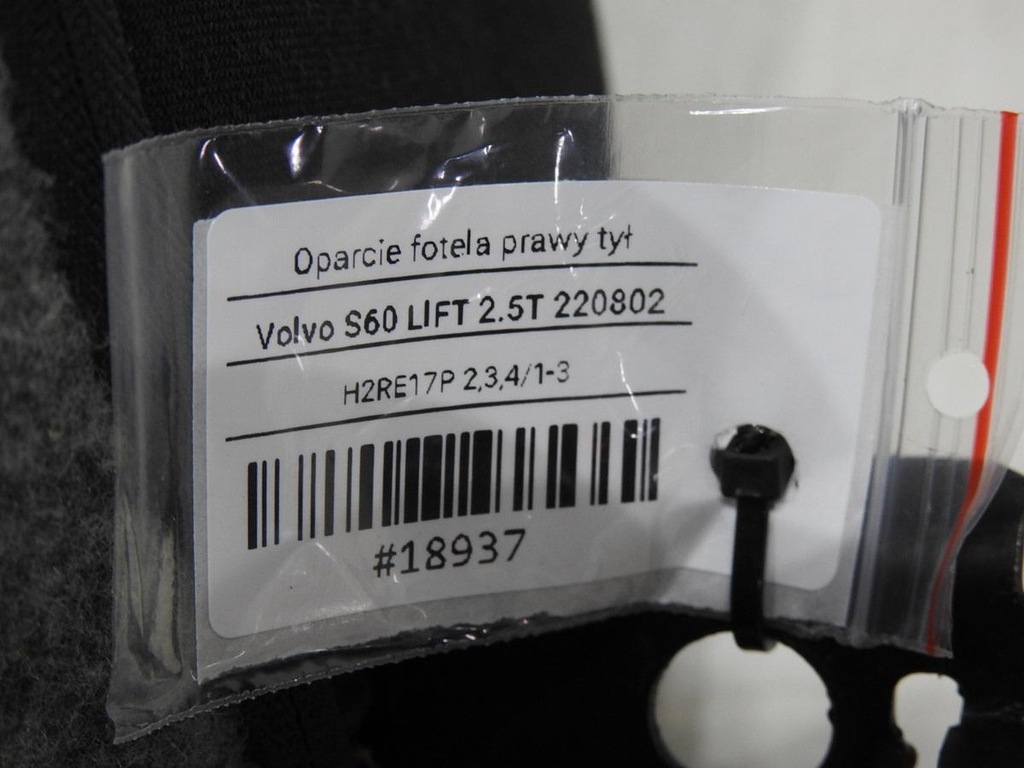 Oparcie fotela prawy tył
Volvo S60 LIFT 2.5T 220802
H2RE17P 2,3,4/1-3
#18937